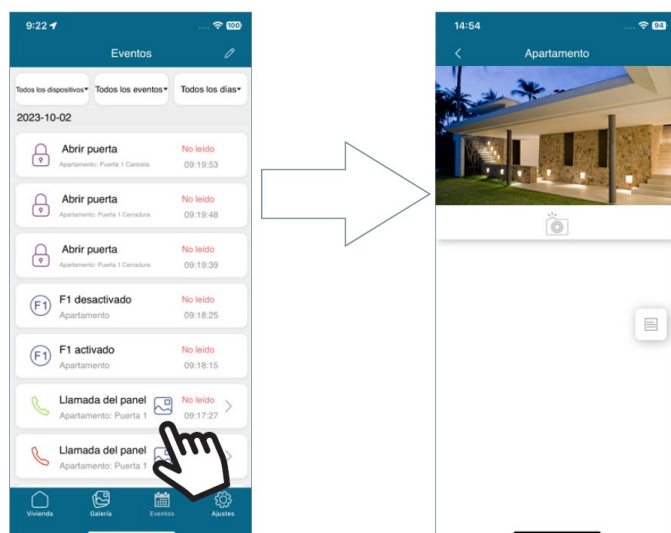 9:22
100
Eventos
Todos los dispositivos Todos los eventos Todos los días
2023-10-02
Abrir puerta No leído
Apartamento: Puerta 1 Cancela 09:19:53
Abrir puerta No leído
Apartamento: Puerta 1 Cerradura 09:19:48
Abrir puerta No leído
Apartamento: Puerta 1 Cerradura 09:19:39
F1 F1 desactivado No leído
Apartamento 09:18:25
F1 F1 activado No leído
Apartamento 09:18:15
Llamada del panel No leído
Apartamento: Puerta 1 09:17:27
Llamada del panel
Apartamento: Puerta 1
Vivienda Galería Eventos Ajustes
14:54
94
Apartamento